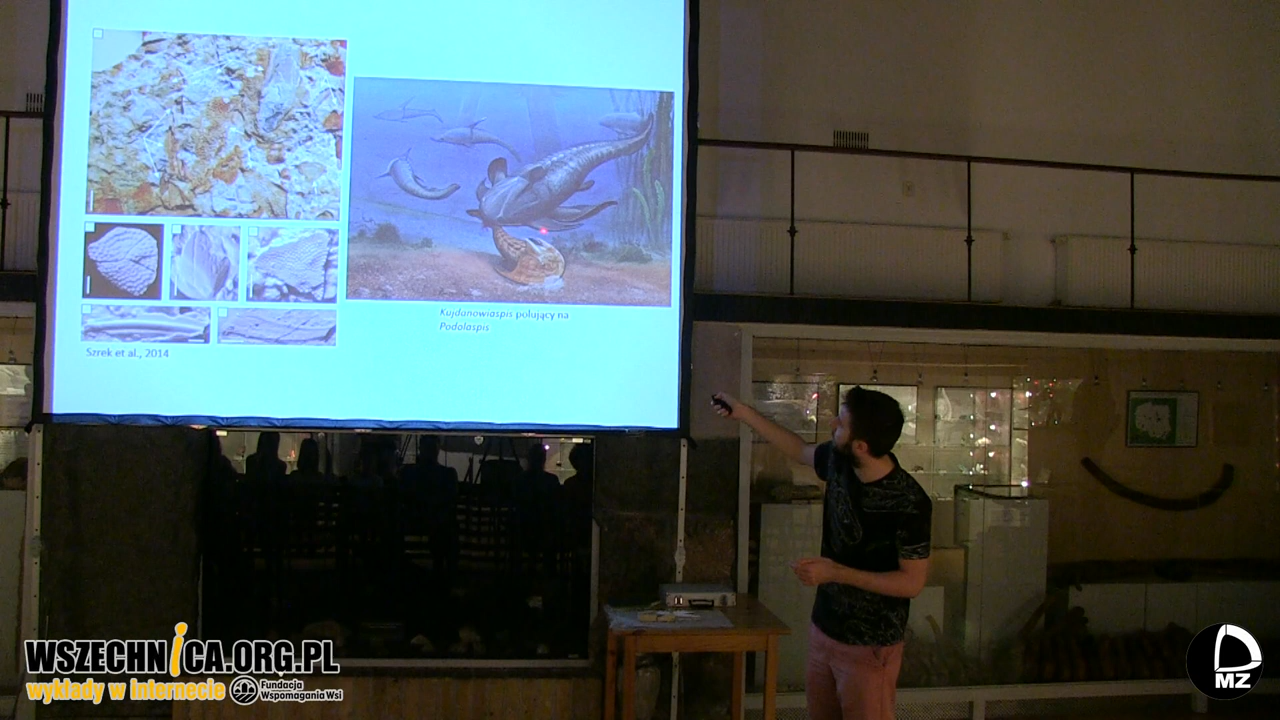 Kujdanowiaspis polujący na
Podolaspis
Szrek et al., 2014
WSZECHNICA.ORG.PL
wykłady w Internecie
Fundacja
Wspomagania Wsi
MZ